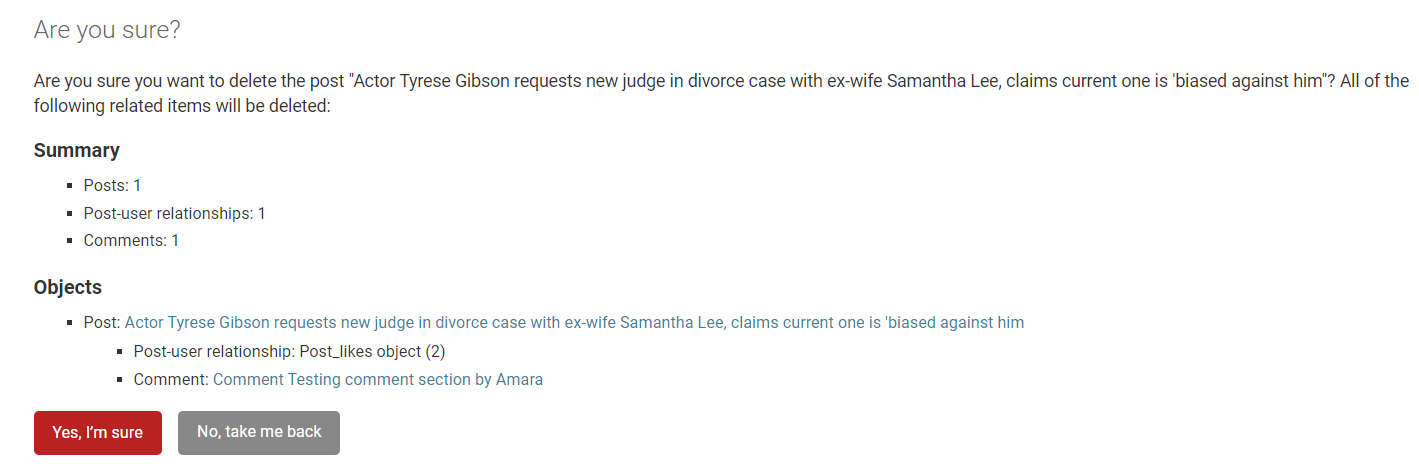 Are you sure?
Are you sure you want to delete the post "Actor Tyrese Gibson requests new judge in divorce case with ex-wife Samantha Lee, claims current one is 'biased against him"? All of the
following related items will be deleted:
Summary
Posts: 1
Post-user relationships: 1
Comments: 1
Objects
Post: Actor Tyrese Gibson requests new judge in divorce case with ex-wife Samantha Lee, claims current one is 'biased against him
Post-user relationship: Post_likes object (2)
Comment: Comment Testing comment section by Amara
Yes, I’m sure
No, take me back